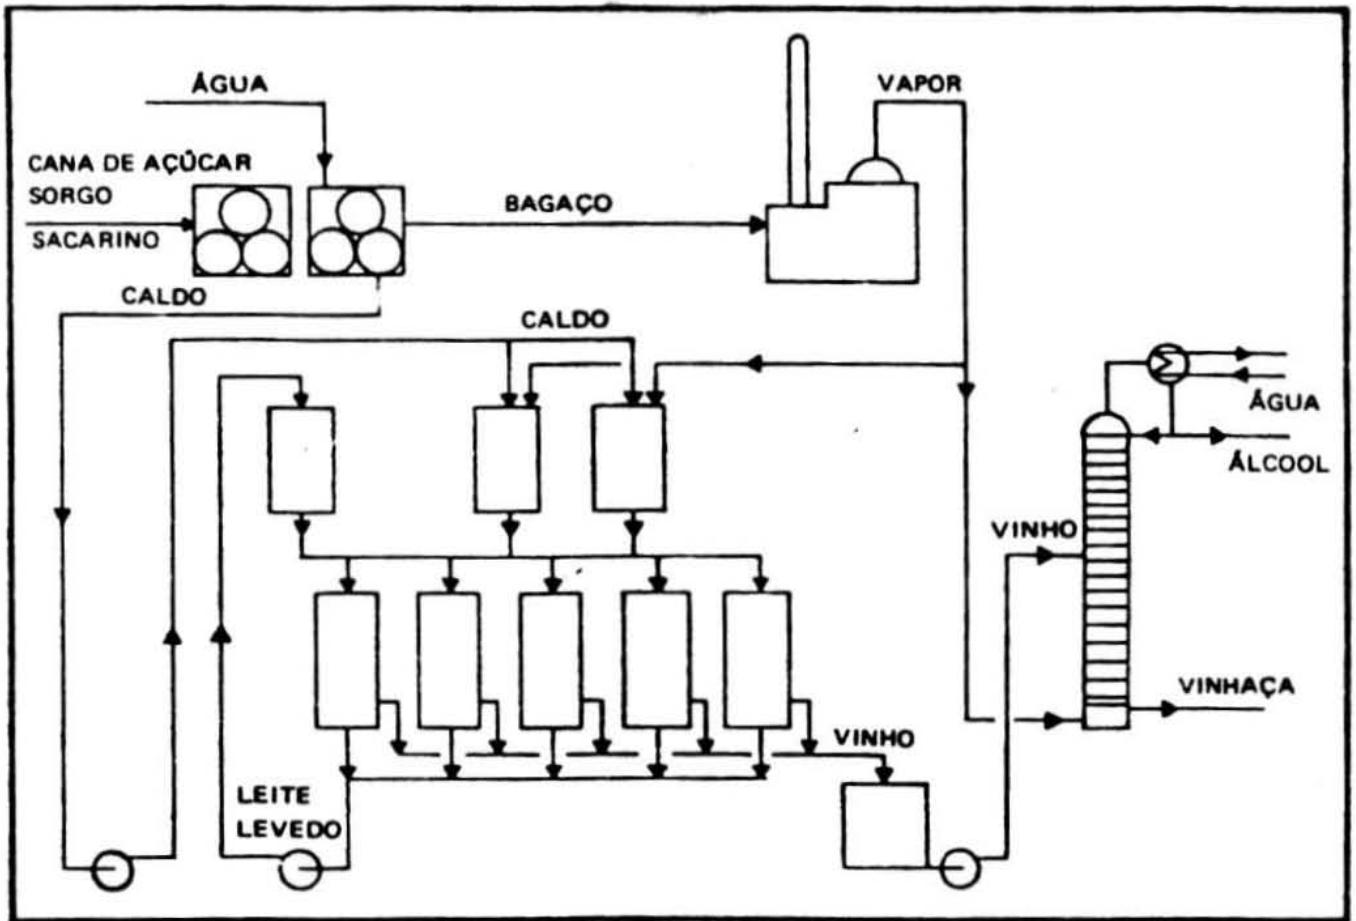 ÁGUA
VAPOR
CANA DE AÇÚCAR
SORGO
SACARINO
BAGAÇO
CALDO
CALDO
ÁGUA
ÁLCOOL
VINHO
VINHAÇA
VINHO
LEITE
LEVEDO